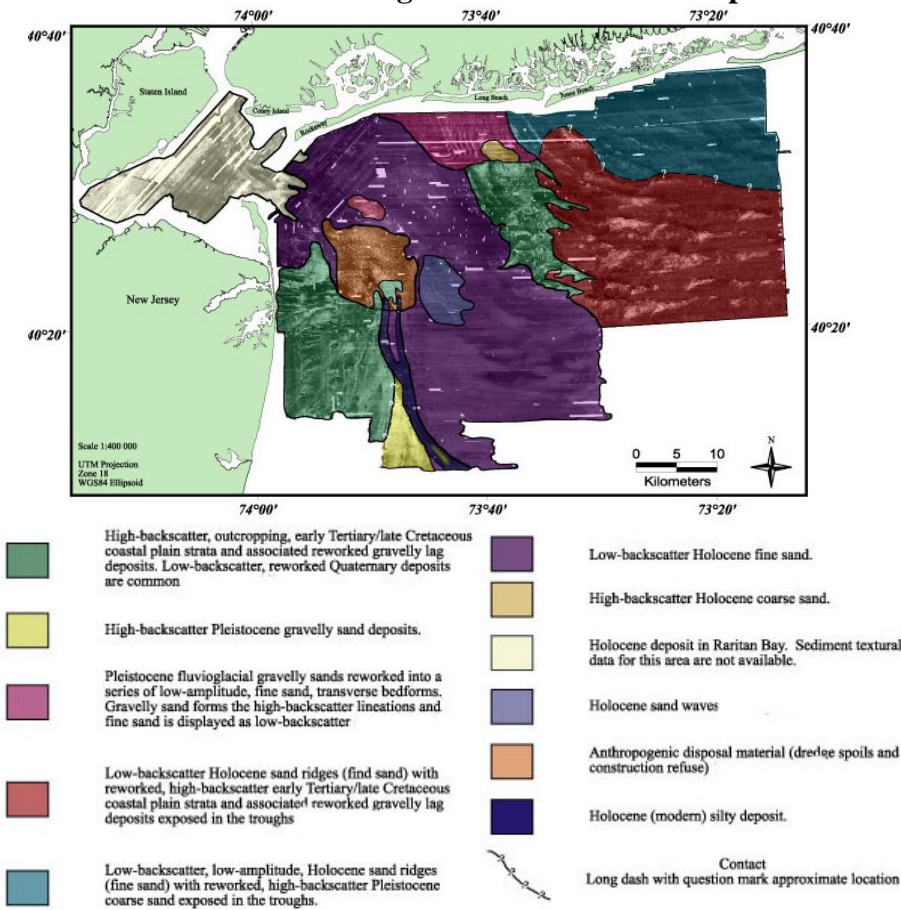 74°00'
73°40'
73°20'
40°40'
40°40'
Staten Island
Coney Island
Rockaway
Long Beach
Jones Beach
?
?
?
?
?
New Jersey
40°20'
40°20'
Scale 1:400 000
UTM Projection
Zone 18
WGS84 Ellipsoid
0 5 10
Kilometers
N
74°00'
73°40'
73°20'
High-backscatter, outcropping, early Tertiary/late Cretaceous
coastal plain strata and associated reworked gravelly lag
deposits. Low-backscatter, reworked Quaternary deposits
are common
High-backscatter Pleistocene gravelly sand deposits.
Pleistocene fluvioglacial gravelly sands reworked into a
series of low-amplitude, fine sand, transverse bedforms.
Gravelly sand forms the high-backscatter lineations and
fine sand is displayed as low-backscatter
Low-backscatter Holocene sand ridges (find sand) with
reworked, high-backscatter early Tertiary/late Cretaceous
coastal plain strata and associated reworked gravelly lag
deposits exposed in the troughs
Low-backscatter, low-amplitude, Holocene sand ridges
(fine sand) with reworked, high-backscatter Pleistocene
coarse sand exposed in the troughs.
Low-backscatter Holocene fine sand.
High-backscatter Holocene coarse sand.
Holocene deposit in Raritan Bay. Sediment textural
data for this area are not available.
Holocene sand waves
Anthropogenic disposal material (dredge spoils and
construction refuse)
Holocene (modern) silty deposit.
Contact
Long dash with question mark approximate location